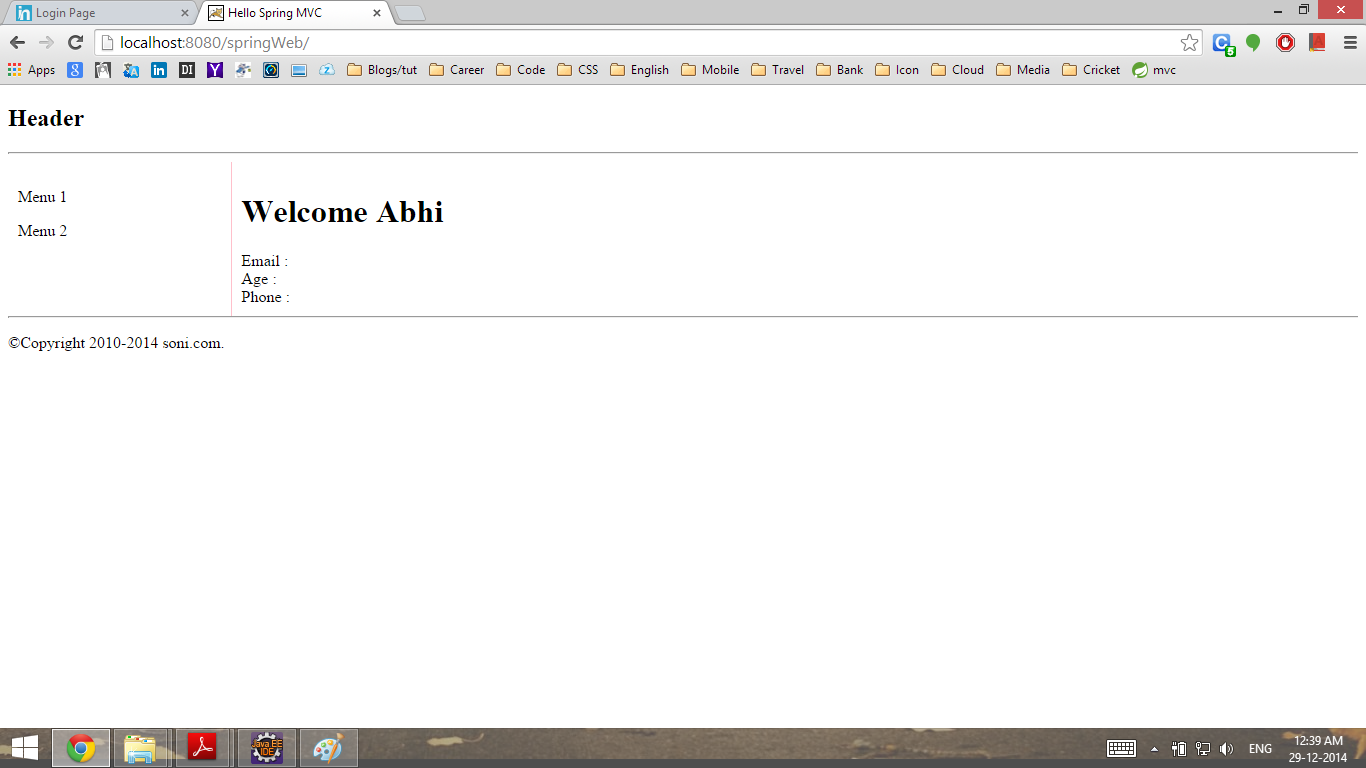 Login Page
Hello Spring MVC
localhost:8080/springWeb/
Apps DI Blogs/tut Career Code CSS English Mobile Travel Bank Icon Cloud Media Cricket mvc
Header
Menu 1
Menu 2
Welcome Abhi
Email :
Age :
Phone :
©Copyright 2010-2014 soni.com.
Java EE
IDE
ENG
12:39 AM
29-12-2014